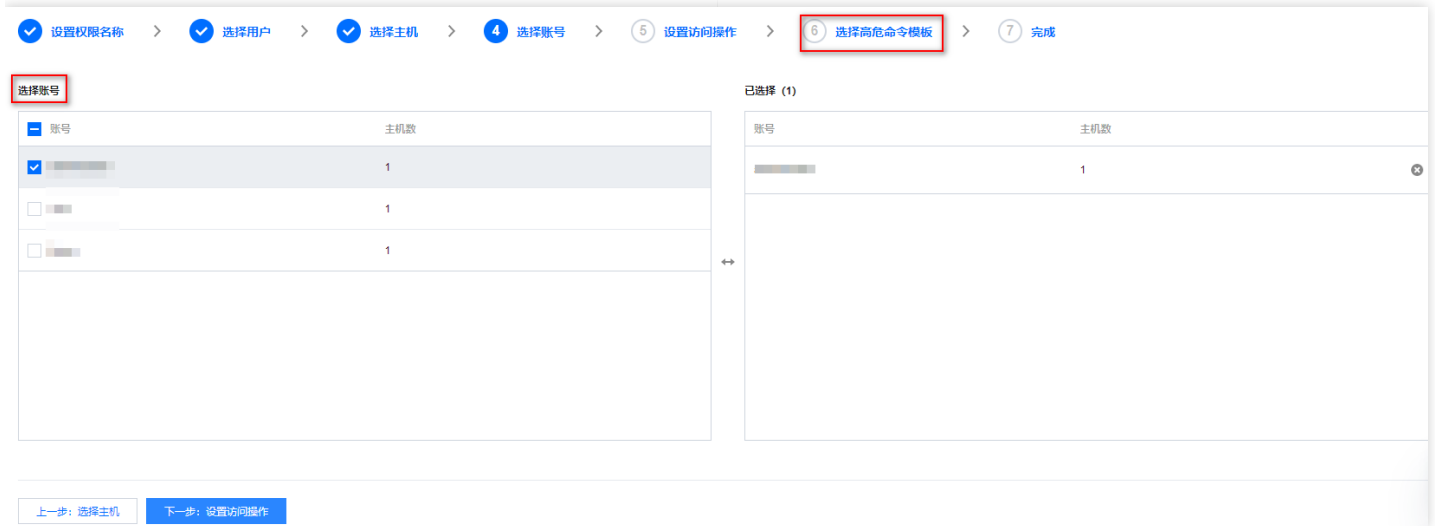 设置权限名称 > 选择用户 > 选择主机 > 4 选择账号 > 5 设置访问操作 > 6 选择高危命令模板 > 7 完成
选择账号
已选择 (1)
账号 主机数
账号 主机数
1
1
1
1
上一步：选择主机 下一步：设置访问操作